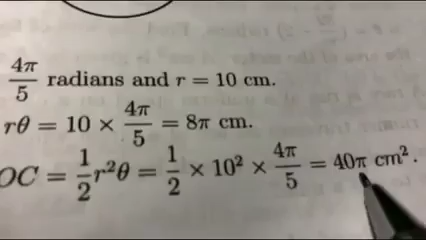 4π/5 radians and r = 10 cm.
rθ = 10 × 4π/5 = 8π cm.
OC = 1/2 r²θ = 1/2 × 10² × 4π/5 = 40π cm².